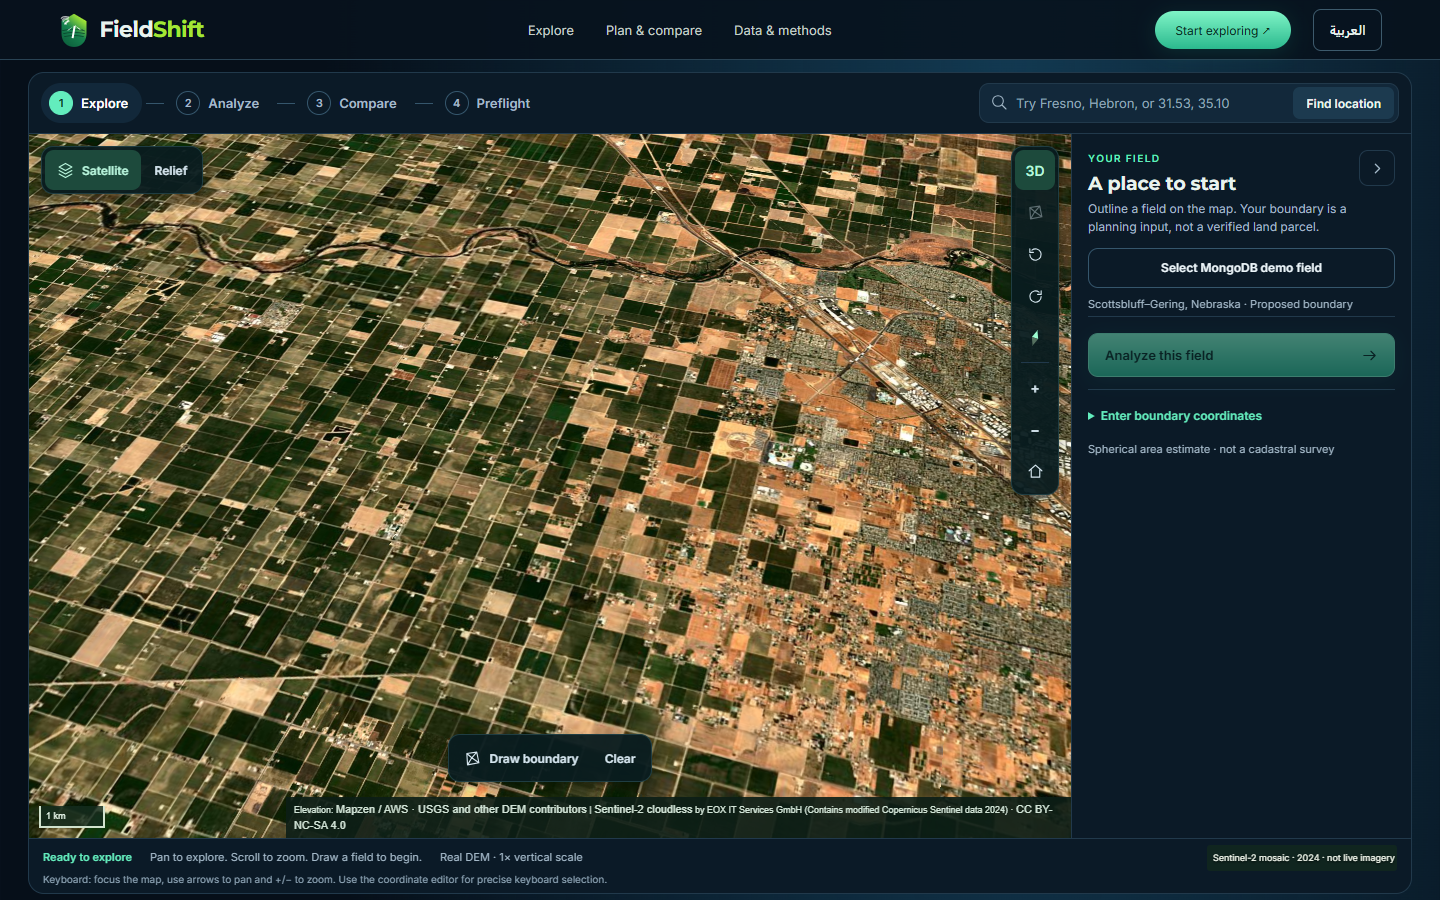 FieldShift
Explore
Plan & compare
Data & methods
Start exploring ↗
العربية
1 Explore
2 Analyze
3 Compare
4 Preflight
Try Fresno, Hebron, or 31.53, 35.10
Find location
Satellite
Relief
3D
+
−
YOUR FIELD
A place to start
Outline a field on the map. Your boundary is a
planning input, not a verified land parcel.
Select MongoDB demo field
Scottsbluff–Gering, Nebraska · Proposed boundary
Analyze this field →
Enter boundary coordinates
Spherical area estimate · not a cadastral survey
Draw boundary
Clear
1 km
Elevation: Mapzen / AWS · USGS and other DEM contributors | Sentinel-2 cloudless by EOX IT Services GmbH (Contains modified Copernicus Sentinel data 2024) · CC BY-
NC-SA 4.0
Ready to explore
Pan to explore. Scroll to zoom. Draw a field to begin.
Real DEM · 1× vertical scale
Sentinel-2 mosaic · 2024 · not live imagery
Keyboard: focus the map, use arrows to pan and +/− to zoom. Use the coordinate editor for precise keyboard selection.